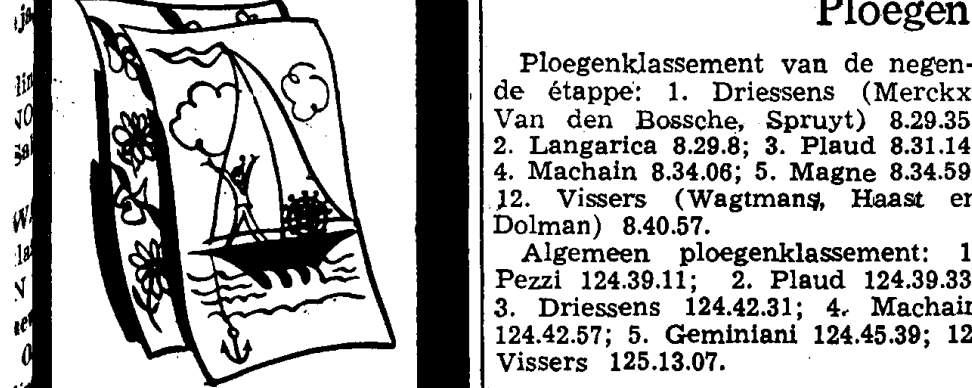 Ploegen
Ploegenklassement van de negen-
de étappe: 1. Driessens (Merckx
Van den Bossche, Spruyt) 8.29.35
2. Langarica 8.29.8; 3. Plaud 8.31.14
4. Machain 8.34.06; 5. Magne 8.34.59
12. Vissers (Wagtmans, Haast en
Dolman) 8.40.57.
Algemeen ploegenklassement: 1
Pezzi 124.39.11; 2. Plaud 124.39.33
3. Driessens 124.42.31; 4. Machain
124.42.57; 5. Geminiani 124.45.39; 12
Vissers 125.13.07.